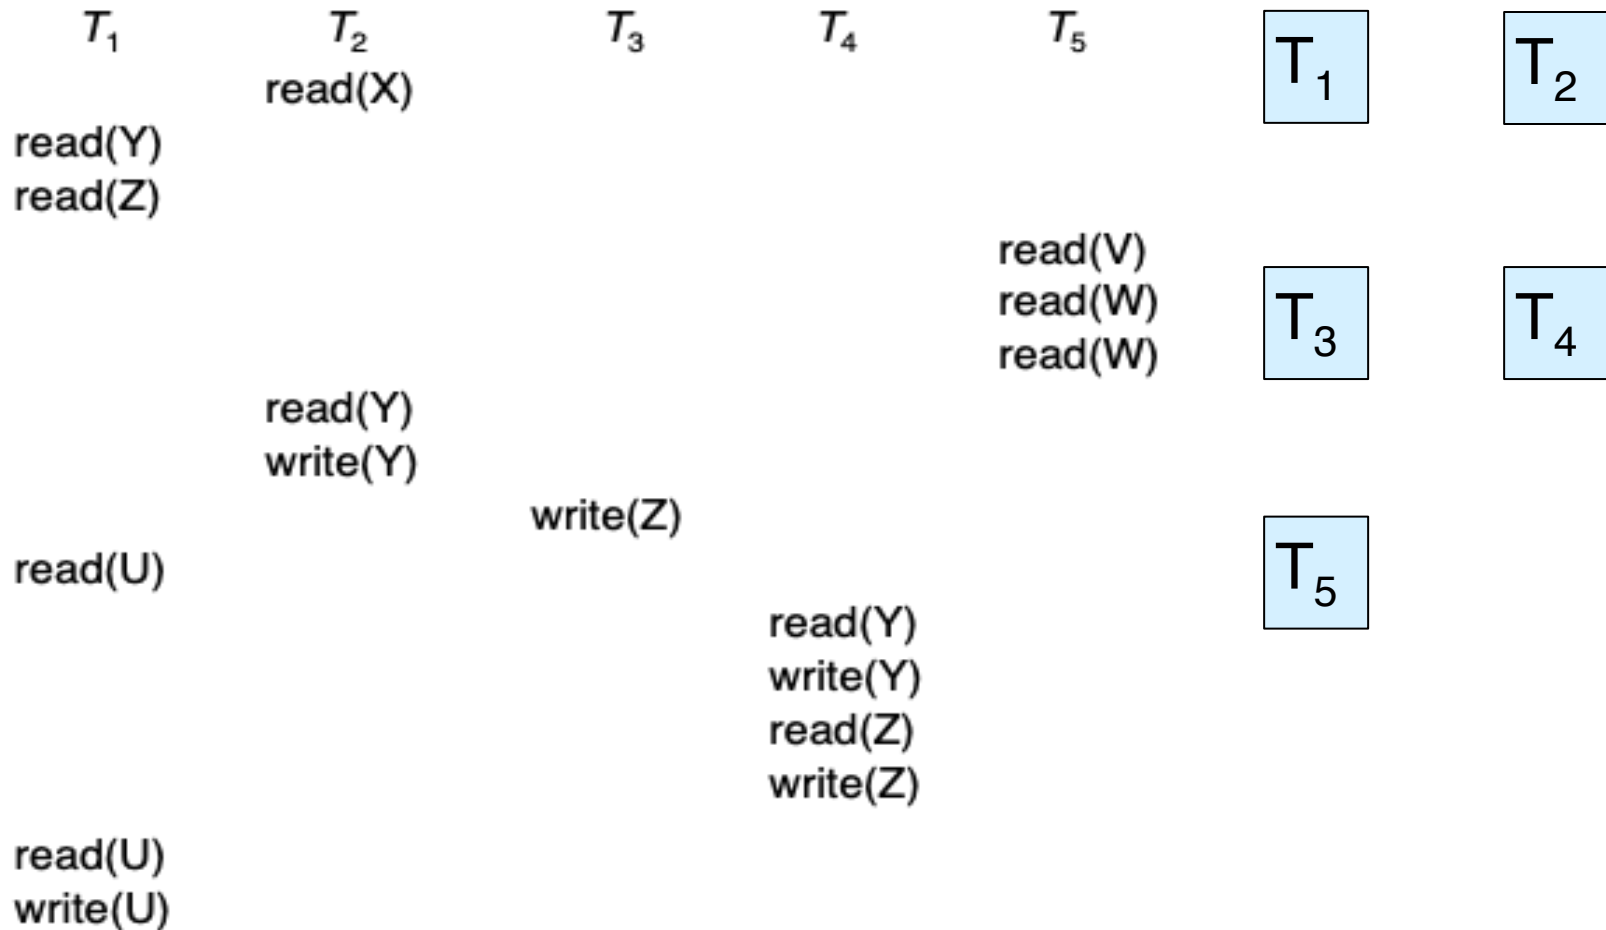 T1 T2 T3 T4 T5
read(X)
read(Y)
read(Z)
read(V)
read(W)
read(W)
read(Y)
write(Y)
write(Z)
read(U)
read(Y)
write(Y)
read(Z)
write(Z)
read(U)
write(U)
T1 T2
T3 T4
T5